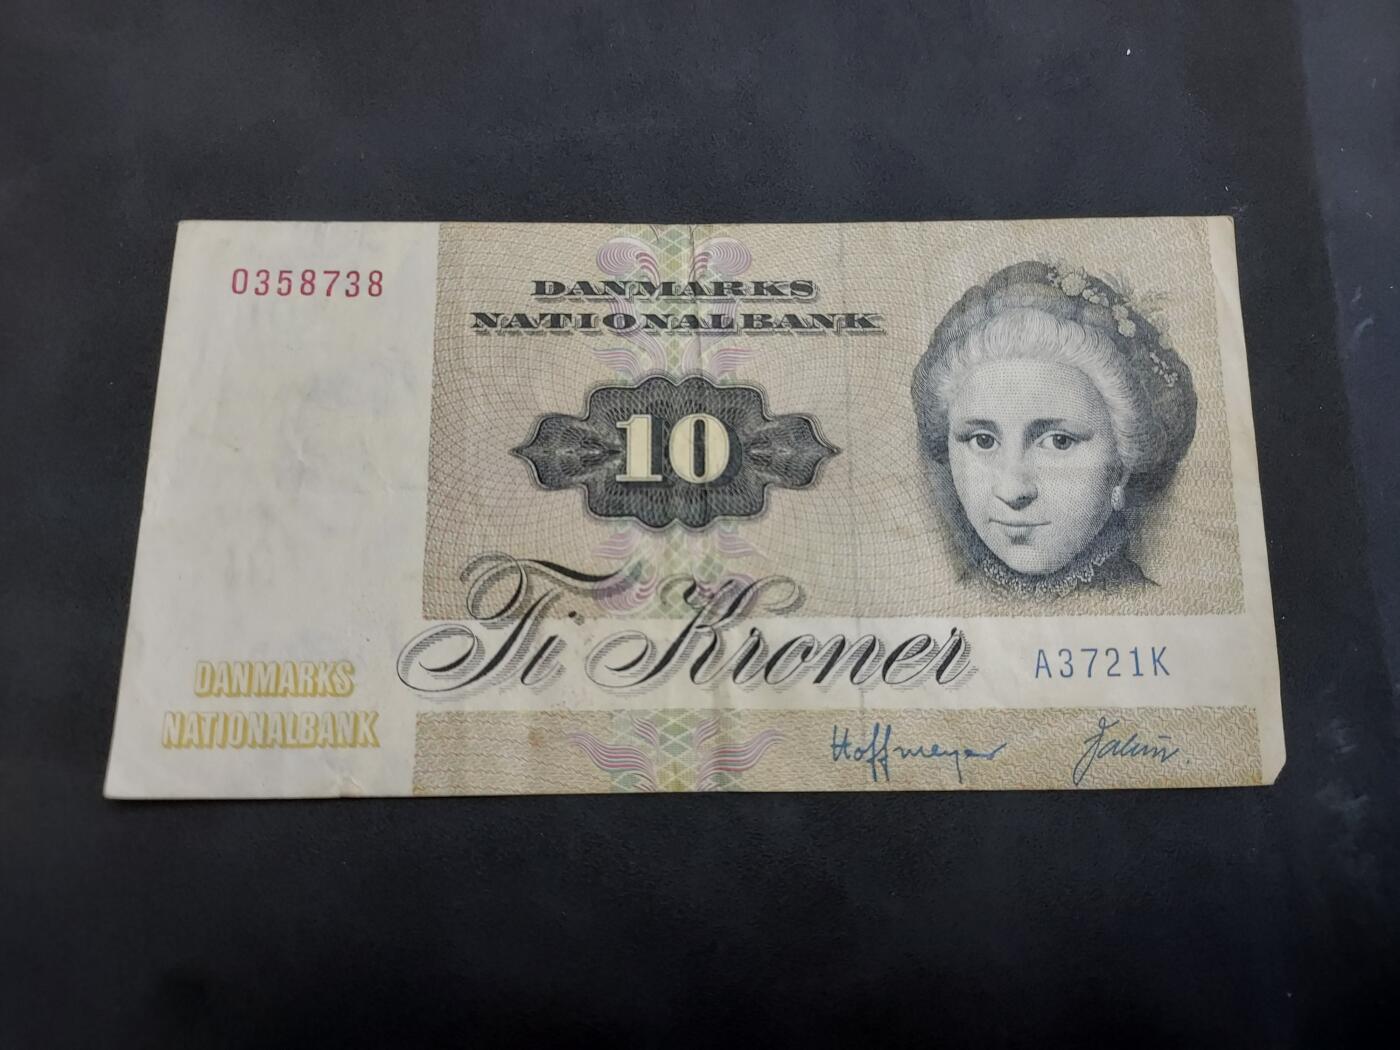 0358738
DANMARKS
NATIONALBANK
10
Ti Kroner
A3721K
DANMARKS
NATIONALBANK
Hoffmeyer